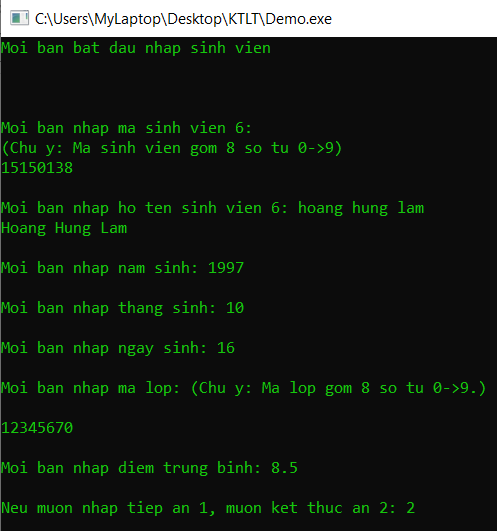 C:\Users\MyLaptop\Desktop\KTLT\Demo.exe
Moi ban bat dau nhap sinh vien
Moi ban nhap ma sinh vien 6:
(Chu y: Ma sinh vien gom 8 so tu 0->9)
15150138
Moi ban nhap ho ten sinh vien 6: hoang hung lam
Hoang Hung Lam
Moi ban nhap nam sinh: 1997
Moi ban nhap thang sinh: 10
Moi ban nhap ngay sinh: 16
Moi ban nhap ma lop: (Chu y: Ma lop gom 8 so tu 0->9.)
12345670
Moi ban nhap diem trung binh: 8.5
Neu muon nhap tiep an 1, muon ket thuc an 2: 2